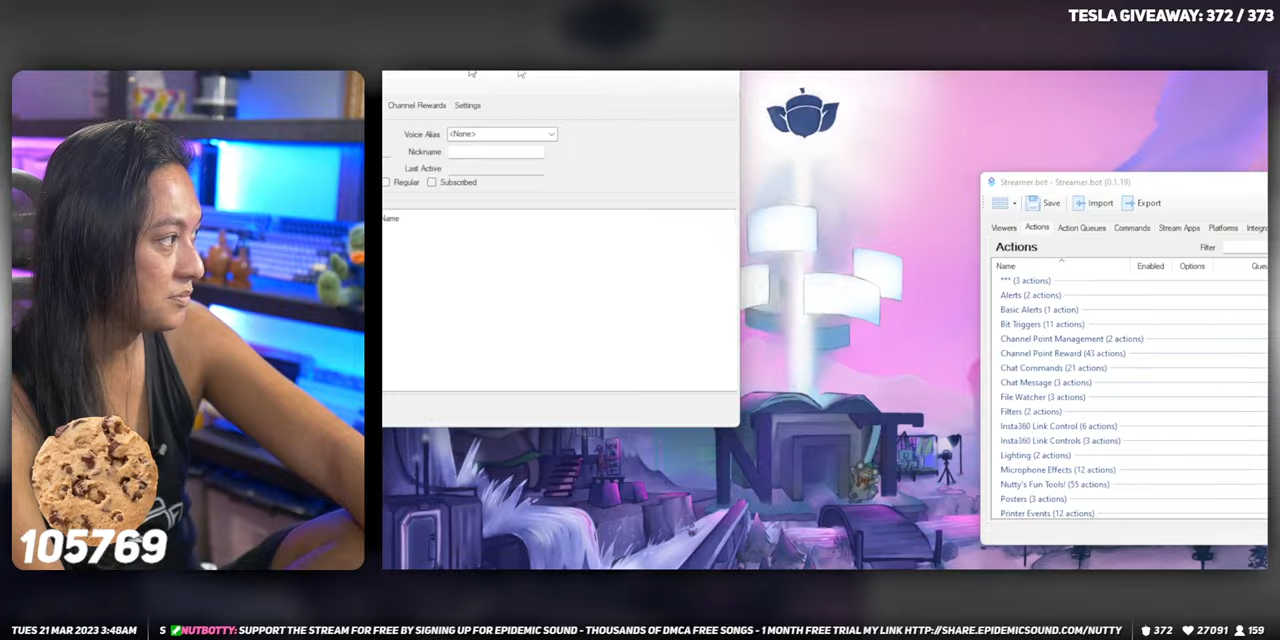 TESLA GIVEAWAY: 372 / 373
Channel Rewards Settings
Voice Alias <None>
Nickname
Last Active
Regular Subscribed
Name
Streamer.bot - Streamer.bot (0.1.19)
Save Import Export
Viewers Actions Action Queues Commands Stream Apps Platforms Integra
Actions Filter
Name Enabled Options Queu
*** (3 actions)
Alerts (2 actions)
Basic Alerts (1 action)
Bit Triggers (11 actions)
Channel Point Management (2 actions)
Channel Point Reward (43 actions)
Chat Commands (21 actions)
Chat Message (3 actions)
File Watcher (3 actions)
Filters (2 actions)
Insta360 Link Control (6 actions)
Insta360 Link Controls (3 actions)
Lighting (2 actions)
Microphone Effects (12 actions)
Nutty's Fun Tools! (55 actions)
Posters (3 actions)
Printer Events (12 actions)
105769
TUES 21 MAR 2023 3:48AM S NUTBOTTY: SUPPORT THE STREAM FOR FREE BY SIGNING UP FOR EPIDEMIC SOUND - THOUSANDS OF DMCA FREE SONGS - 1 MONTH FREE TRIAL MY LINK HTTP://SHARE.EPIDEMICSOUND.COM/NUTTY 372 27091 159